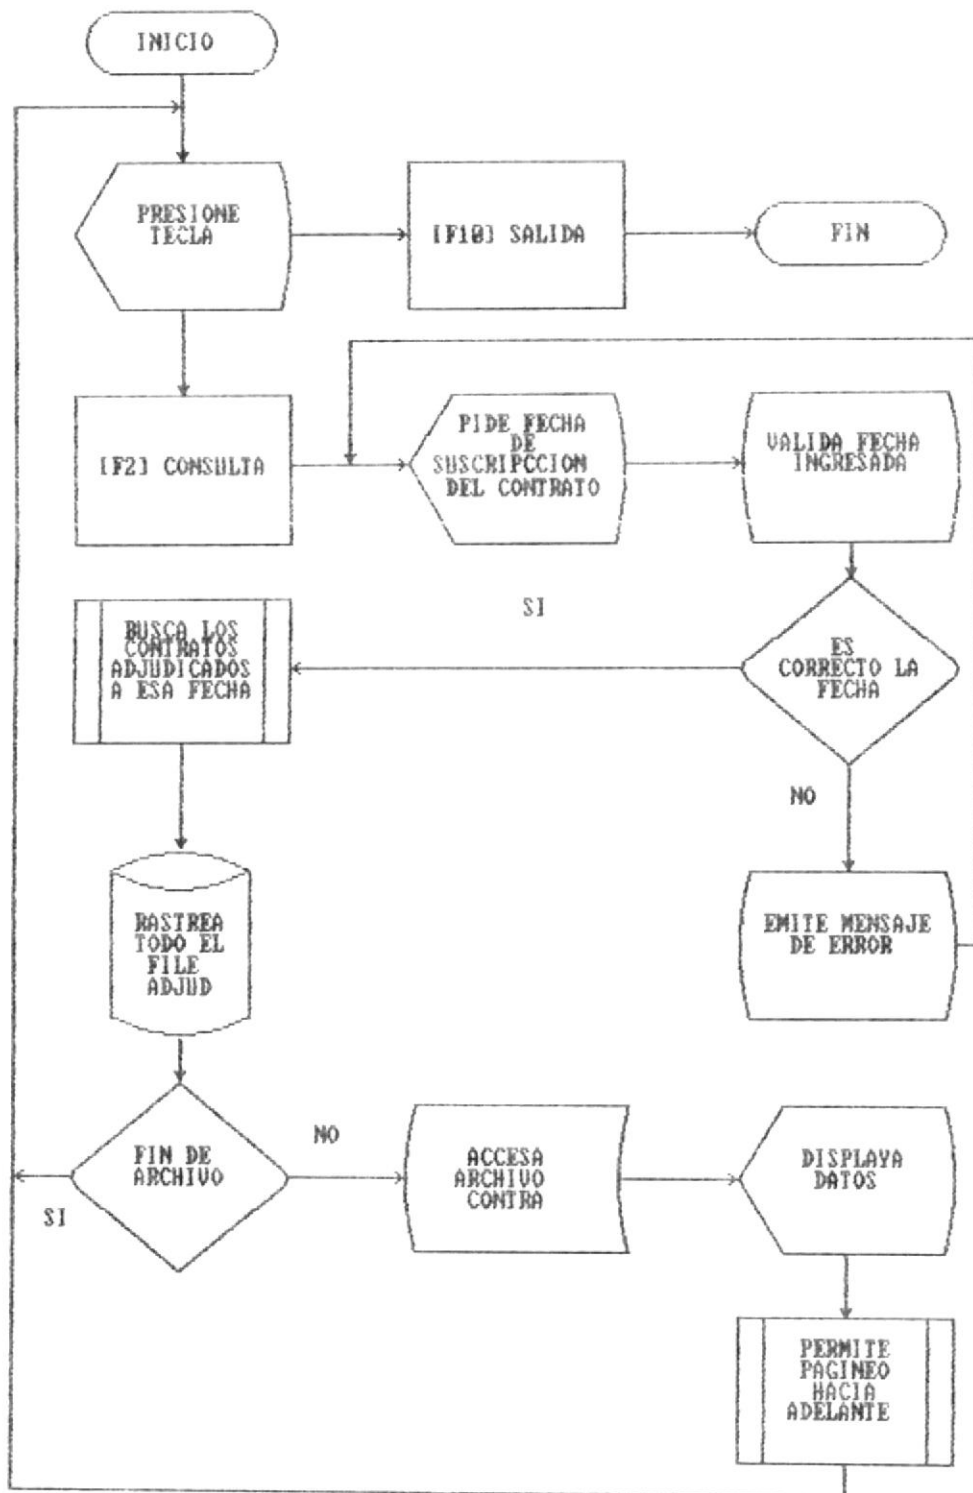 INICIO
PRESIONE
TECLA
[F10] SALIDA
FIN
[F2] CONSULTA
PIDE FECHA
DE
SUSCRIPCCION
DEL CONTRATO
VALIDA FECHA
INGRESADA
SI
BUSCA LOS
CONTRATOS
ADJUDICADOS
A ESA FECHA
ES
CORRECTO LA
FECHA
NO
RASTREA
TODO EL
FILE
ADJUD
EMITE MENSAJE
DE ERROR
FIN DE
ARCHIVO
NO
SI
ACCESA
ARCHIVO
CONTRA
DISPLAYA
DATOS
PERMITE
PAGINEO
HACIA
ADELANTE